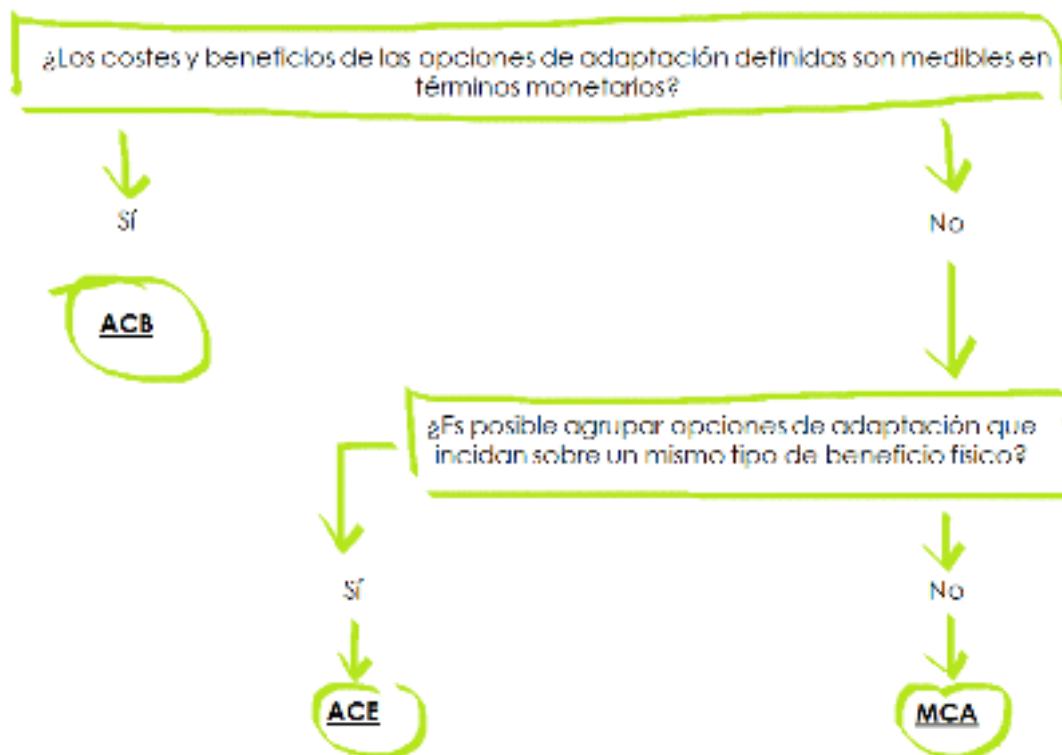 ¿Los costes y beneficios de las opciones de adaptación definidas son medibles en
términos monetarios?
Sí
No
ACB
¿Es posible agrupar opciones de adaptación que
incidan sobre un mismo tipo de beneficio físico?
Sí
No
ACE
MCA